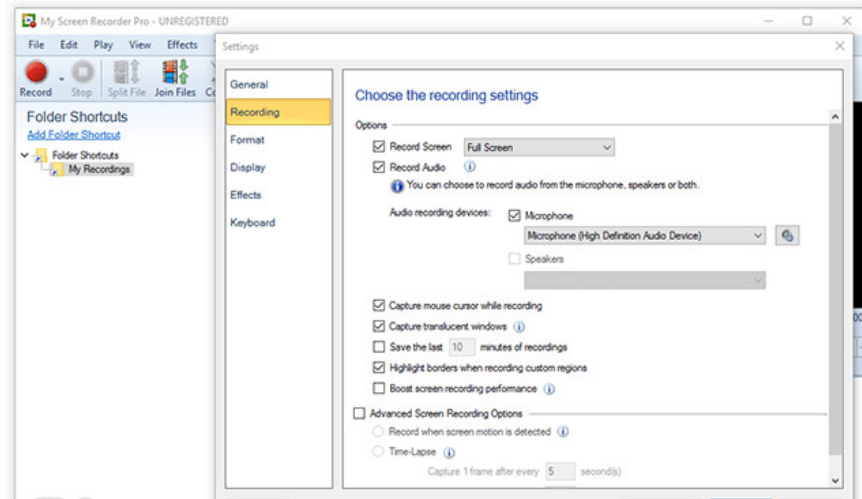 My Screen Recorder Pro - UNREGISTERED
File Edit Play View Effects
Record Stop Split File Join Files
Folder Shortcuts
Add Folder Shortcut
Folder Shortcuts
My Recordings
Settings
General
Recording
Format
Display
Effects
Keyboard
Choose the recording settings
Options
Record Screen Full Screen
Record Audio
You can choose to record audio from the microphone, speakers or both.
Audio recording devices: Microphone
Microphone (High Definition Audio Device)
Speakers
Capture mouse cursor while recording
Capture translucent windows
Save the last 10 minutes of recordings
Highlight borders when recording custom regions
Boost screen recording performance
Advanced Screen Recording Options
Record when screen motion is detected
Time-Lapse
Capture 1 frame after every 5 second(s)